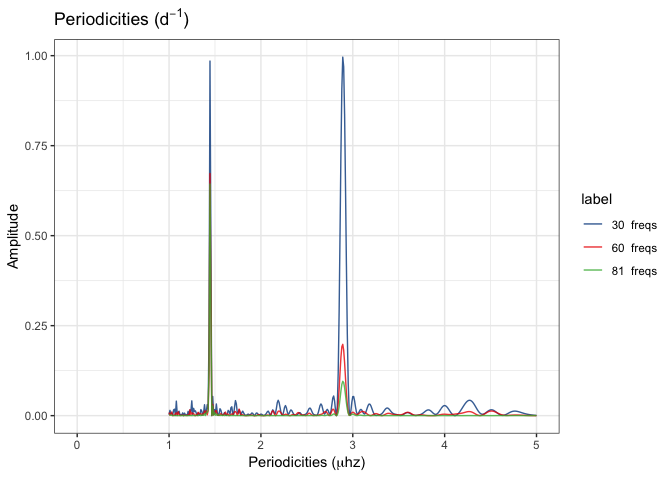 Periodicities (d⁻¹)
1.00
0.75
0.50
0.25
0.00
Amplitude
0 1 2 3 4 5
Periodicities (μhz)
label
30 freqs
60 freqs
81 freqs